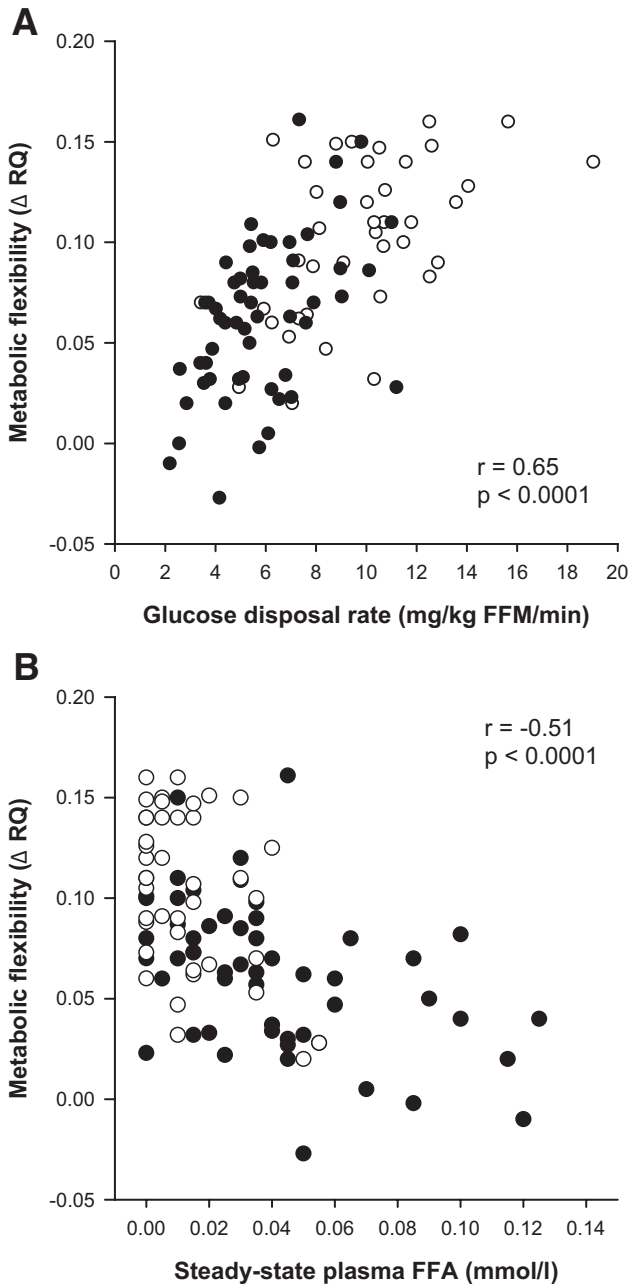 A
0.20
0.15
0.10
0.05
0.00
-0.05
Metabolic flexibility (Δ RQ)
r = 0.65
p < 0.0001
0 2 4 6 8 10 12 14 16 18 20
Glucose disposal rate (mg/kg FFM/min)
B
0.20
0.15
0.10
0.05
0.00
-0.05
Metabolic flexibility (Δ RQ)
r = -0.51
p < 0.0001
0.00 0.02 0.04 0.06 0.08 0.10 0.12 0.14
Steady-state plasma FFA (mmol/l)